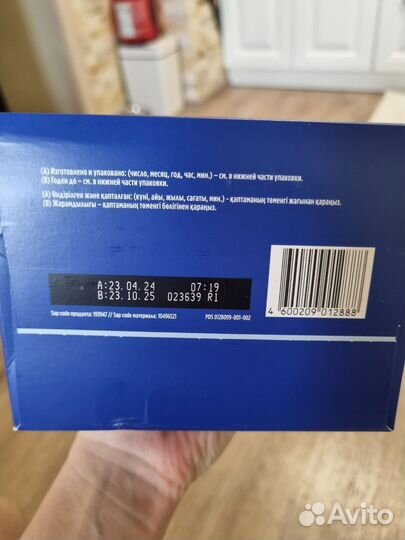 (А) Изготовлено и упаковано: (число, месяц, год, час, мин.) – см. в нижней части упаковки.
(В) Годен до – см. в нижней части упаковки.
(А) Өндірілген және қапталған: (күні, айы, жылы, сағаты, мин.) - қаптаманың төменгі жағынан қараңыз.
(В) Жарамдылығы – қаптаманың төменгі бөлігінен қараңыз.
A:23.04.24 07:19
B:23.10.25 023639 R1
4 600209 012888
Sap code продукта: 193947 // Sap code материала: 10496521
PDS 0128099-001-002
Avito